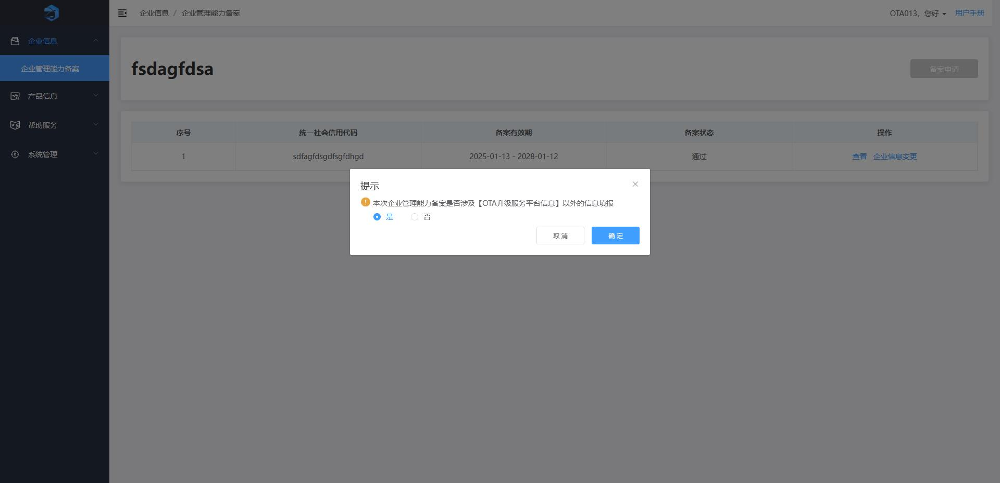 企业信息 / 企业管理能力备案
OTA013，您好
用户手册
企业信息
企业管理能力备案
产品信息
帮助服务
系统管理
fsdagfdsa
备案申请
序号 统一社会信用代码 备案有效期 备案状态 操作
1 sdfagfdsgdfsgfdhgd 2025-01-13 - 2028-01-12 通过 查看 企业信息变更
提示
本次企业管理能力备案是否涉及【OTA升级服务平台信息】以外的信息填报
是 否
取消 确定